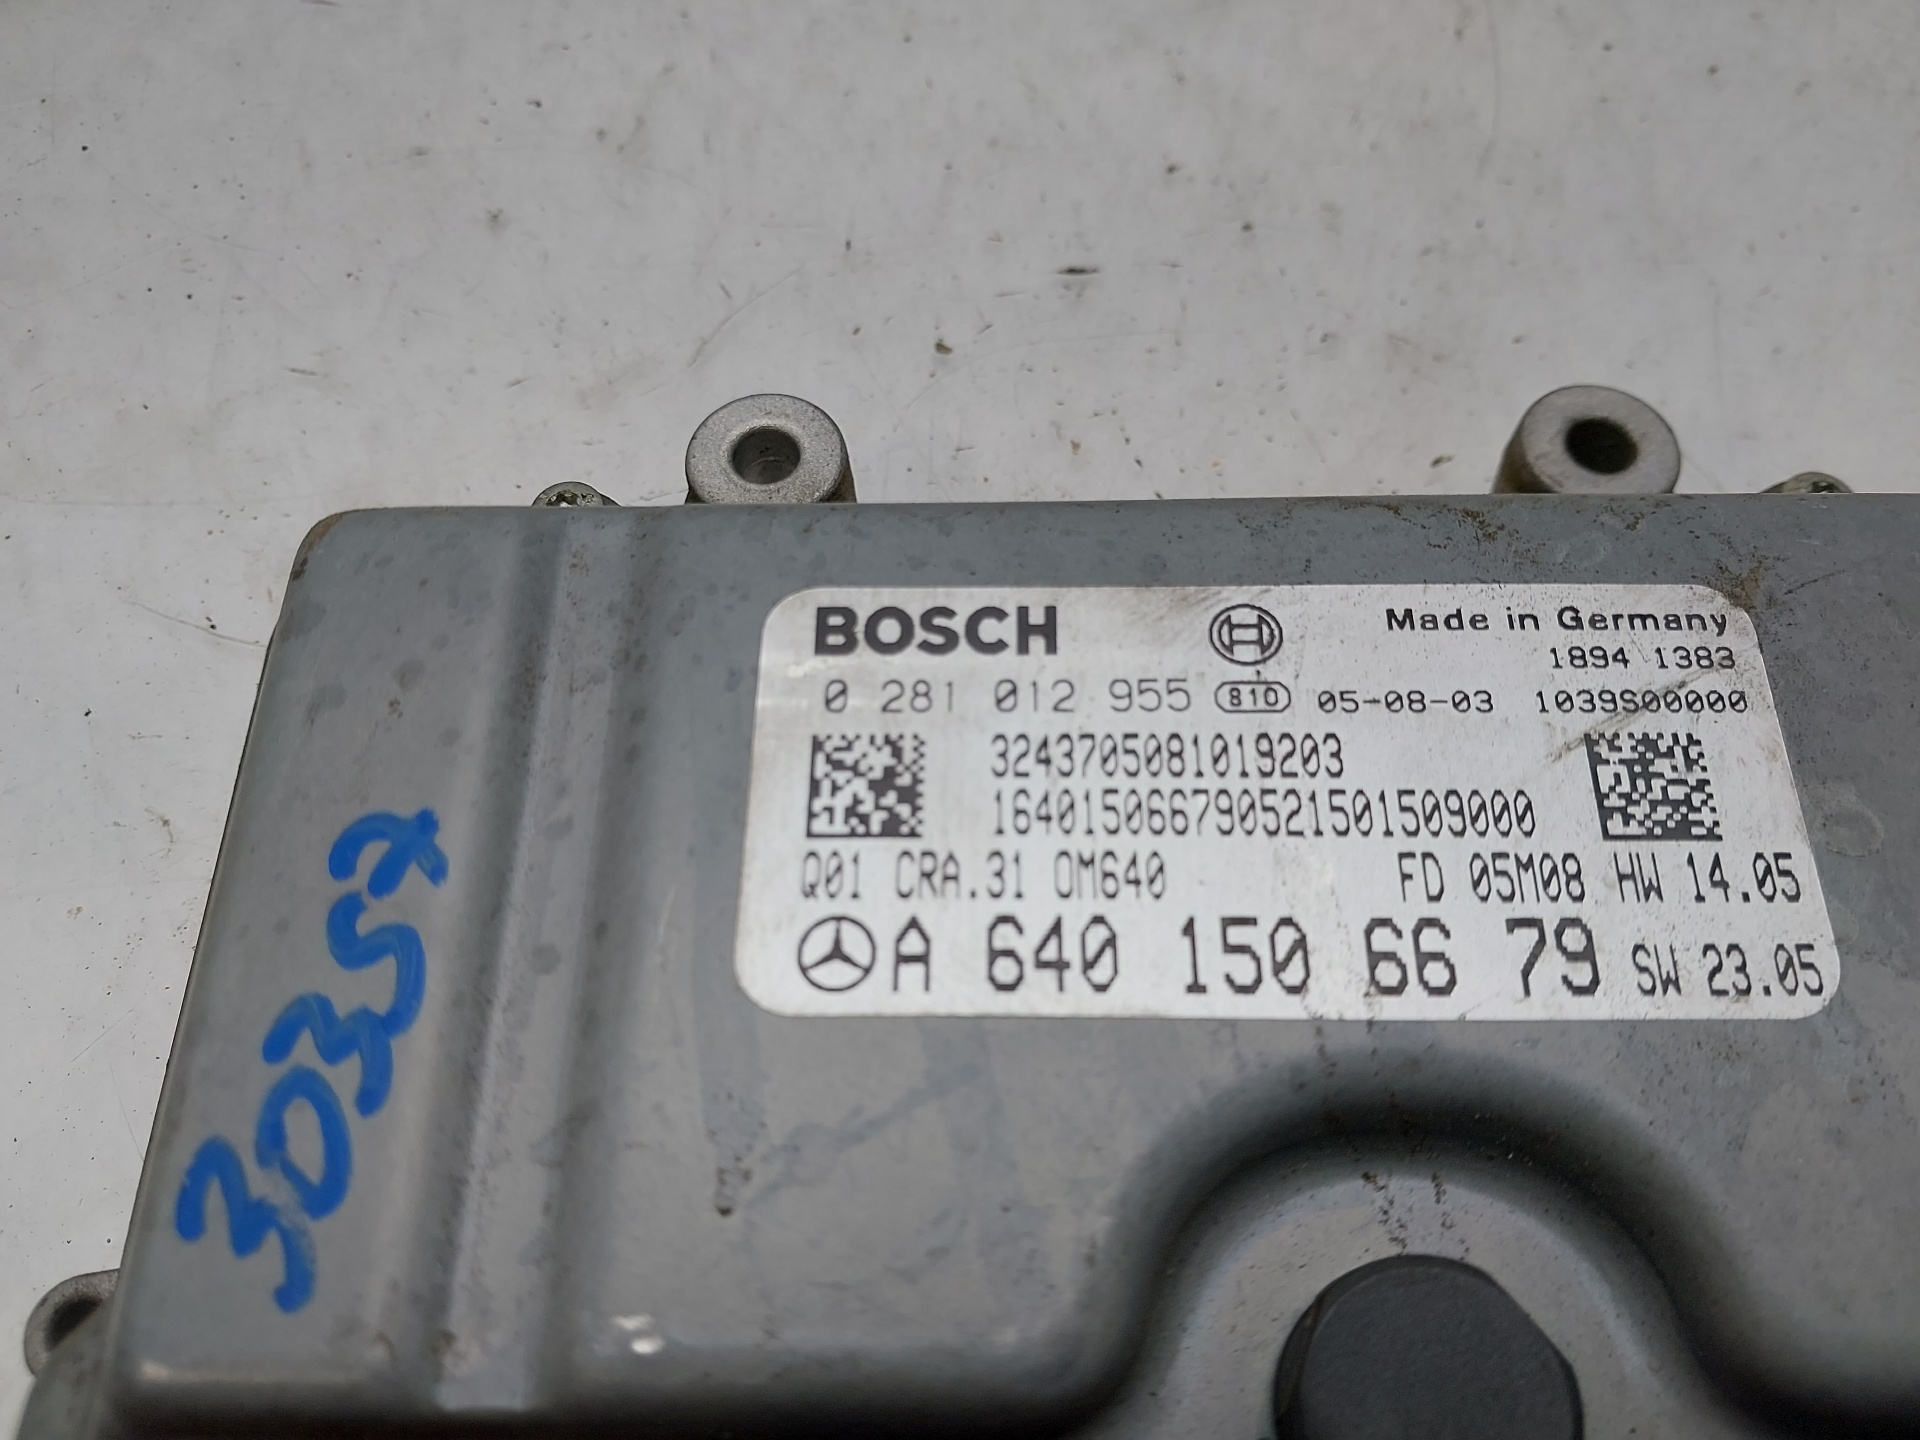 BOSCH Made in Germany
1894 1383
0 281 012 955 810 05-08-03 1039S00000
3243705081019203
164015066790521501509000
Q01 CRA.31 OM640 FD 05M08 HW 14.05
A 640 150 66 79 SW 23.05
30357